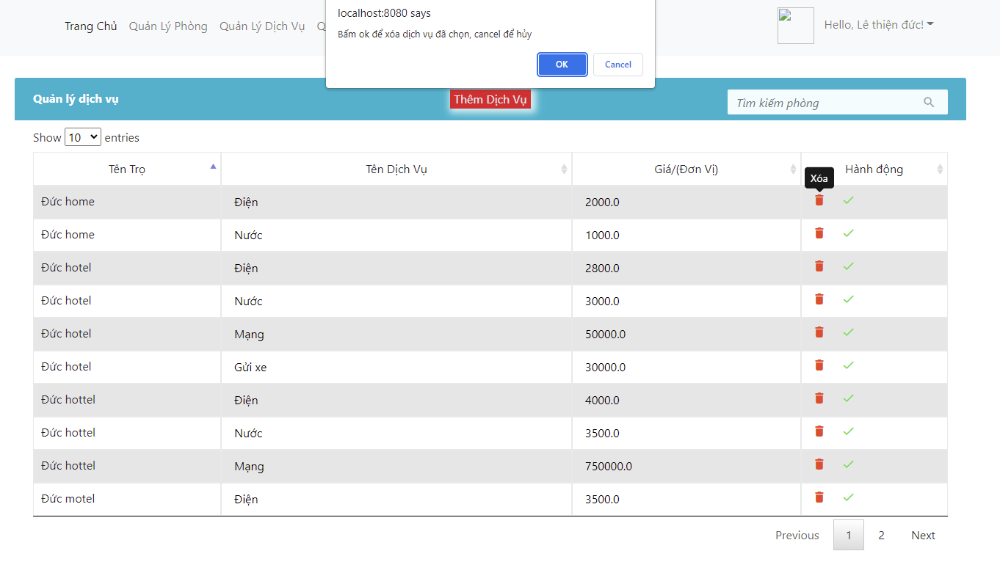 localhost:8080 says
Bấm ok để xóa dịch vụ đã chọn, cancel để hủy
OK Cancel
Trang Chủ Quản Lý Phòng Quản Lý Dịch Vụ Q
Hello, Lê thiện đức!
Quản lý dịch vụ Thêm Dịch Vụ Tìm kiếm phòng
Show 10 entries
Tên Trọ Tên Dịch Vụ Giá/(Đơn Vị) Hành động
Xóa
Đức home Điện 2000.0
Đức home Nước 1000.0
Đức hotel Điện 2800.0
Đức hotel Nước 3000.0
Đức hotel Mạng 50000.0
Đức hotel Gửi xe 30000.0
Đức hottel Điện 4000.0
Đức hottel Nước 3500.0
Đức hottel Mạng 750000.0
Đức motel Điện 3500.0
Previous 1 2 Next